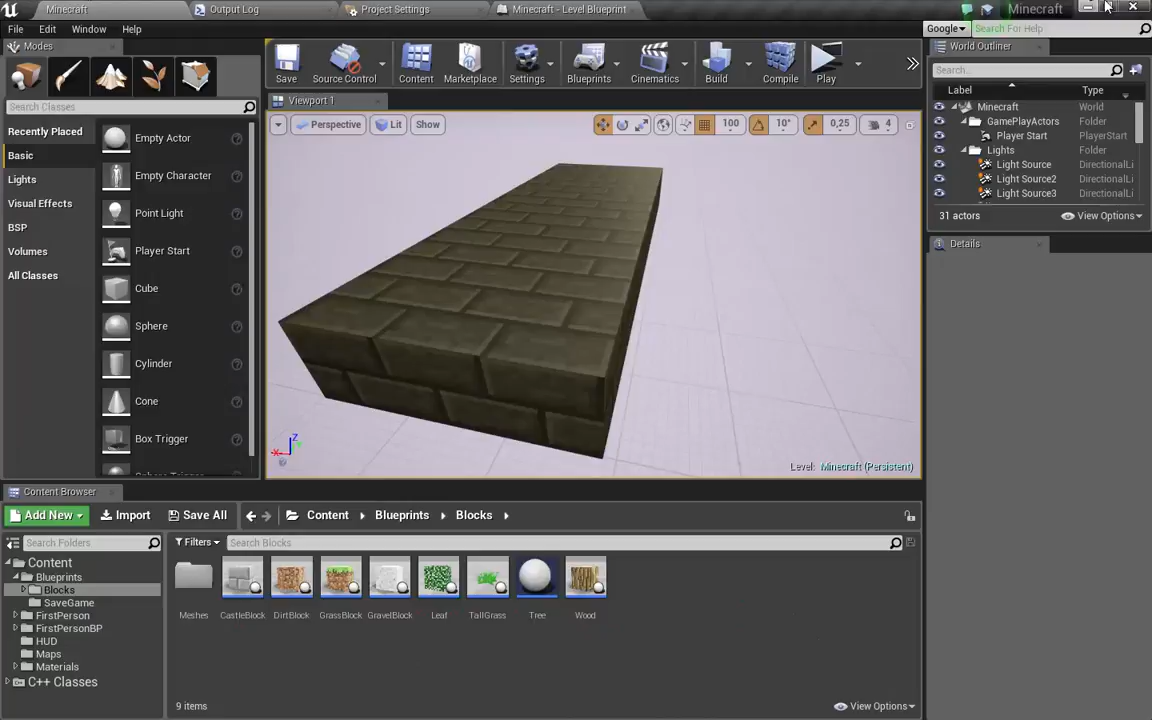 Minecraft
Output Log
Project Settings
Minecraft - Level Blueprint
Minecraft
File Edit Window Help
Google
Search For Help
Modes
Search Classes
Recently Placed
Basic
Lights
Visual Effects
BSP
Volumes
All Classes
Empty Actor
Empty Character
Point Light
Player Start
Cube
Sphere
Cylinder
Cone
Box Trigger
Sphere Trigger
Save
Source Control
Content
Marketplace
Settings
Blueprints
Cinematics
Build
Compile
Play
Viewport 1
Perspective
Lit
Show
100
10°
0,25
4
Z
X
Level: Minecraft (Persistent)
World Outliner
Search...
Label Type
Minecraft World
GamePlayActors Folder
Player Start PlayerStart
Lights Folder
Light Source DirectionalLi
Light Source2 DirectionalLi
Light Source3 DirectionalLi
31 actors
View Options
Details
Content Browser
Add New
Import
Save All
Content
Blueprints
Blocks
Search Folders
Filters
Search Blocks
Content
Blueprints
Blocks
SaveGame
FirstPerson
FirstPersonBP
HUD
Maps
Materials
C++ Classes
Meshes
CastleBlock
DirtBlock
GrassBlock
GravelBlock
Leaf
TallGrass
Tree
Wood
9 items
View Options